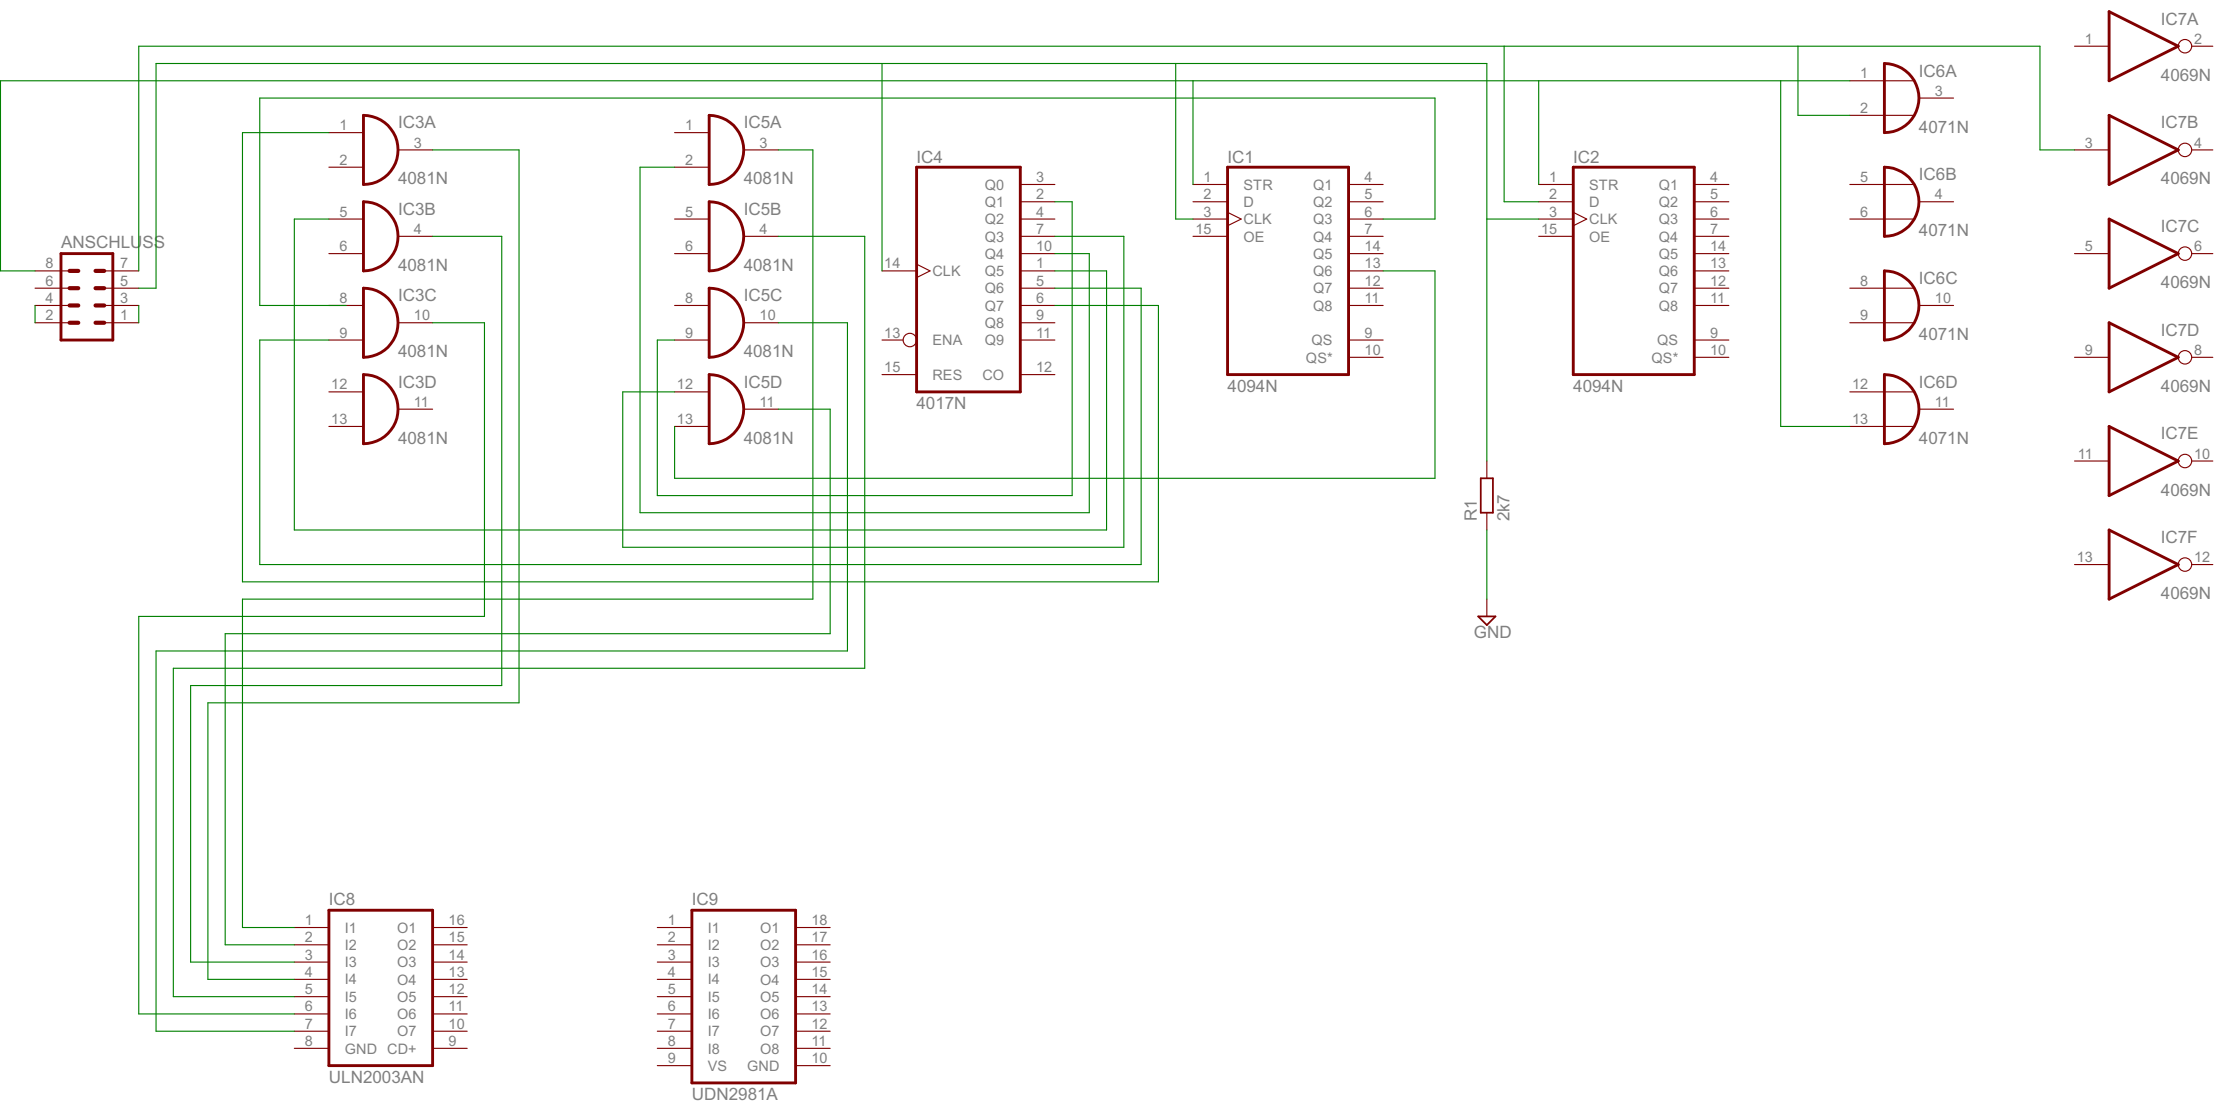 ANSCHLUSS
8 7
6 5
4 3
2 1
IC3A
1
2
3
4081N
IC3B
5
6
4
4081N
IC3C
8
9
10
4081N
IC3D
12
13
11
4081N
IC5A
1
2
3
4081N
IC5B
5
6
4
4081N
IC5C
8
9
10
4081N
IC5D
12
13
11
4081N
IC4
Q0 3
Q1 2
Q2 4
Q3 7
Q4 10
14 CLK Q5 1
Q6 5
Q7 6
Q8 9
13 ENA Q9 11
15 RES CO 12
4017N
IC1
1 STR Q1 4
2 D Q2 5
3 CLK Q3 6
15 OE Q4 7
Q5 14
Q6 13
Q7 12
Q8 11
QS 9
QS* 10
4094N
IC2
1 STR Q1 4
2 D Q2 5
3 CLK Q3 6
15 OE Q4 7
Q5 14
Q6 13
Q7 12
Q8 11
QS 9
QS* 10
4094N
R1
2k7
GND
IC6A
1
2
3
4071N
IC6B
5
6
4
4071N
IC6C
8
9
10
4071N
IC6D
12
13
11
4071N
IC7A
1 2
4069N
IC7B
3 4
4069N
IC7C
5 6
4069N
IC7D
9 8
4069N
IC7E
11 10
4069N
IC7F
13 12
4069N
IC8
1 I1 O1 16
2 I2 O2 15
3 I3 O3 14
4 I4 O4 13
5 I5 O5 12
6 I6 O6 11
7 I7 O7 10
8 GND CD+ 9
ULN2003AN
IC9
1 I1 O1 18
2 I2 O2 17
3 I3 O3 16
4 I4 O4 15
5 I5 O5 14
6 I6 O6 13
7 I7 O7 12
8 I8 O8 11
9 VS GND 10
UDN2981A